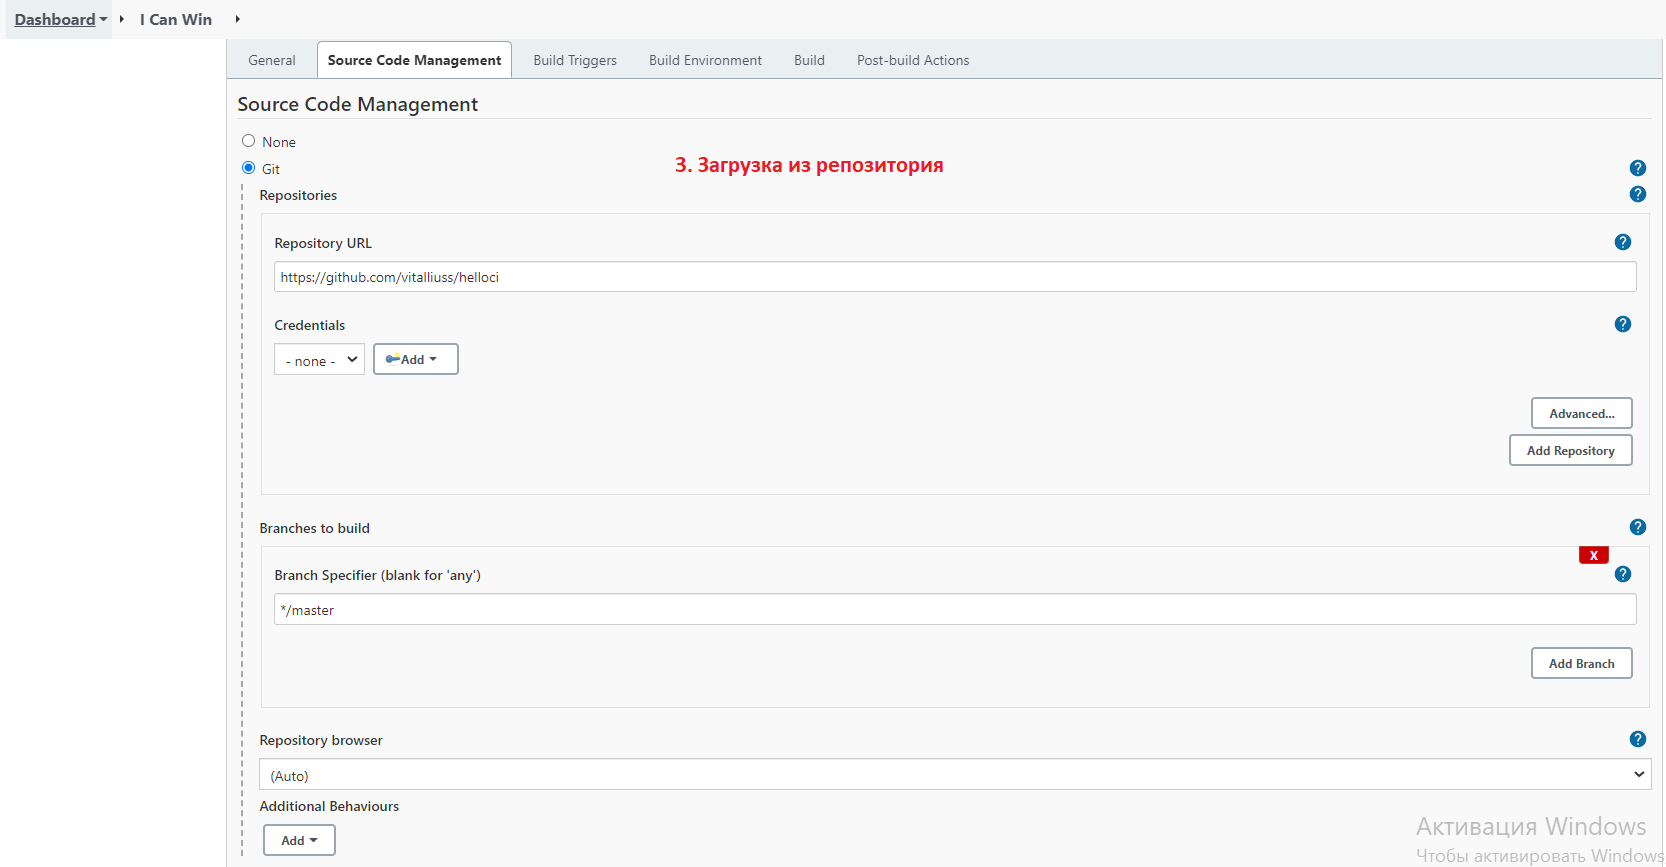 Dashboard I Can Win
General Source Code Management Build Triggers Build Environment Build Post-build Actions
Source Code Management
None
Git
3. Загрузка из репозитория
?
Repositories ?
Repository URL ?
https://github.com/vitalliuss/helloci
Credentials ?
- none - Add
Advanced...
Add Repository
Branches to build ?
X
Branch Specifier (blank for 'any') ?
*/master
Add Branch
Repository browser ?
(Auto)
Additional Behaviours
Add
Активация Windows
Чтобы активировать Windows